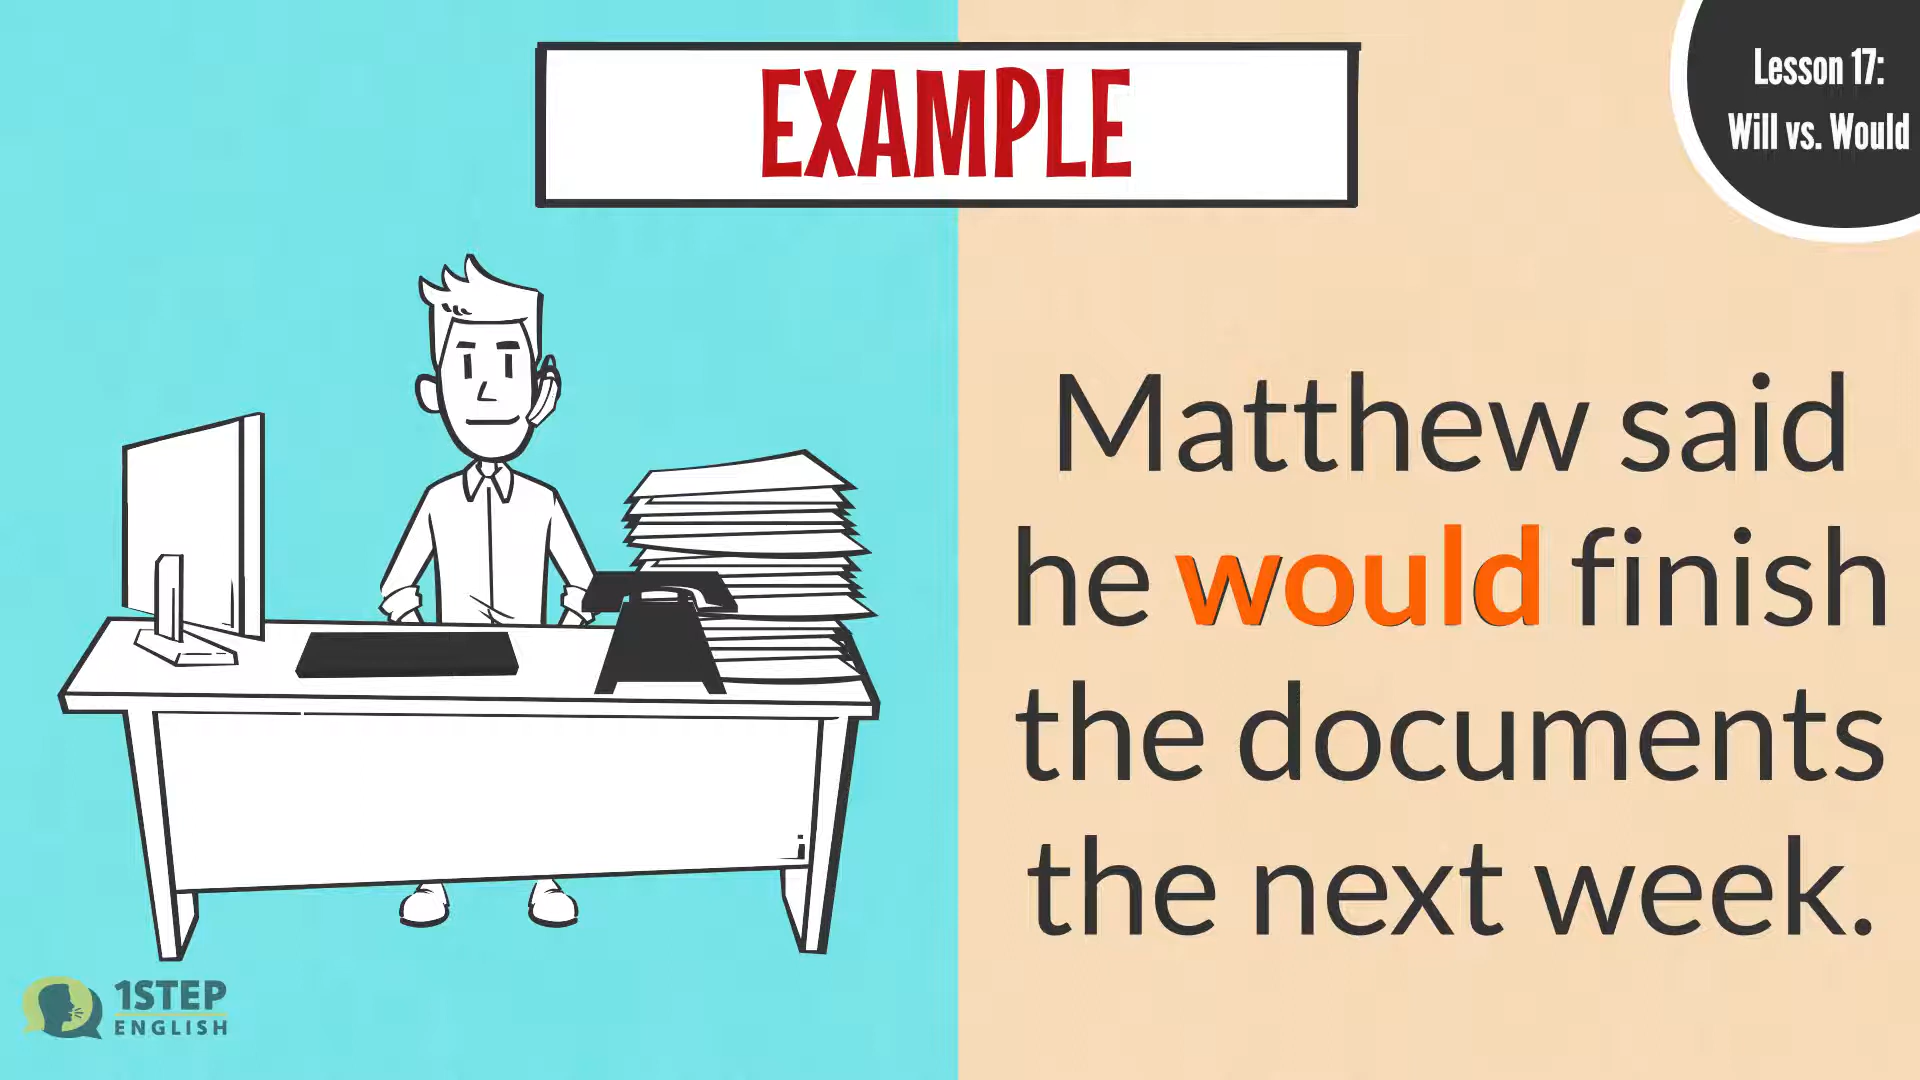 EXAMPLE
Lesson 17:
Will vs. Would
Matthew said
he would finish
the documents
the next week.
1STEP
ENGLISH